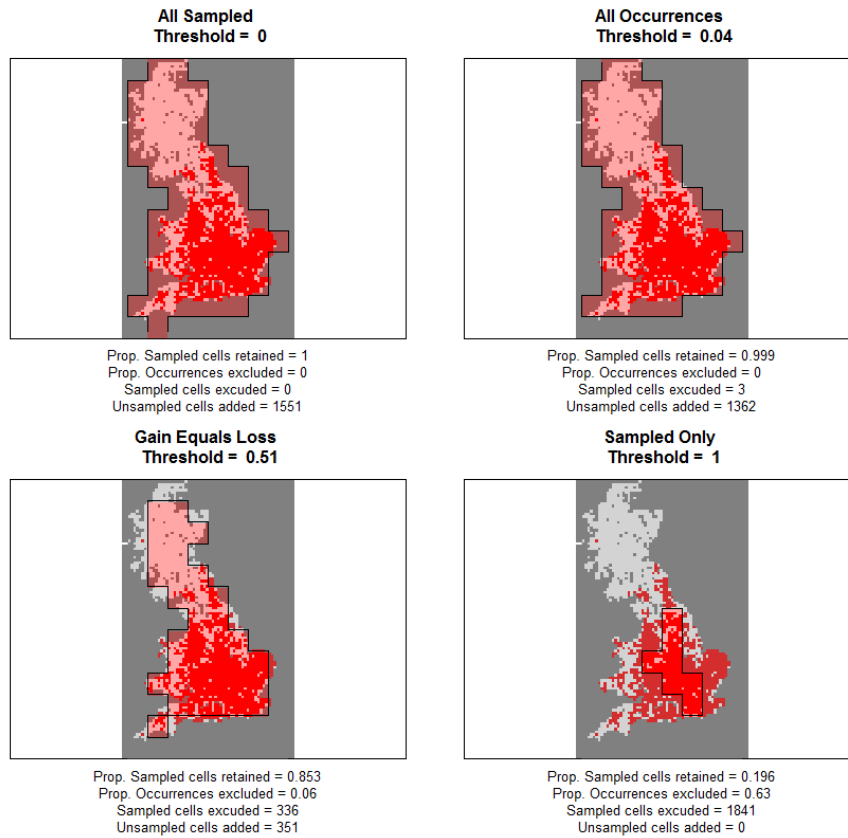 All Sampled
Threshold = 0
All Occurrences
Threshold = 0.04
Prop. Sampled cells retained = 1
Prop. Occurrences excluded = 0
Sampled cells excuded = 0
Unsampled cells added = 1551
Prop. Sampled cells retained = 0.999
Prop. Occurrences excluded = 0
Sampled cells excuded = 3
Unsampled cells added = 1362
Gain Equals Loss
Threshold = 0.51
Sampled Only
Threshold = 1
Prop. Sampled cells retained = 0.853
Prop. Occurrences excluded = 0.06
Sampled cells excuded = 336
Unsampled cells added = 351
Prop. Sampled cells retained = 0.196
Prop. Occurrences excluded = 0.63
Sampled cells excuded = 1841
Unsampled cells added = 0